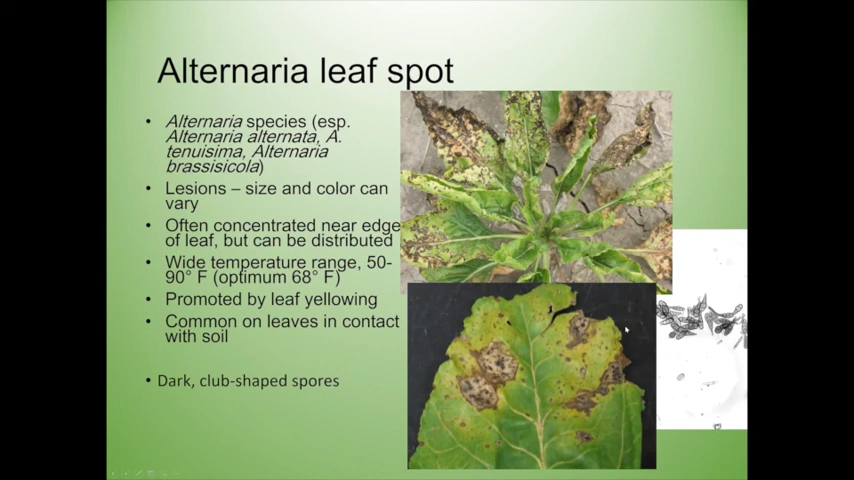 Alternaria leaf spot
• Alternaria species (esp.
Alternaria alternata, A.
tenuisima, Alternaria
brassisicola)
• Lesions – size and color can
vary
• Often concentrated near edge
of leaf, but can be distributed
• Wide temperature range, 50-
90° F (optimum 68° F)
• Promoted by leaf yellowing
• Common on leaves in contact
with soil
• Dark, club-shaped spores